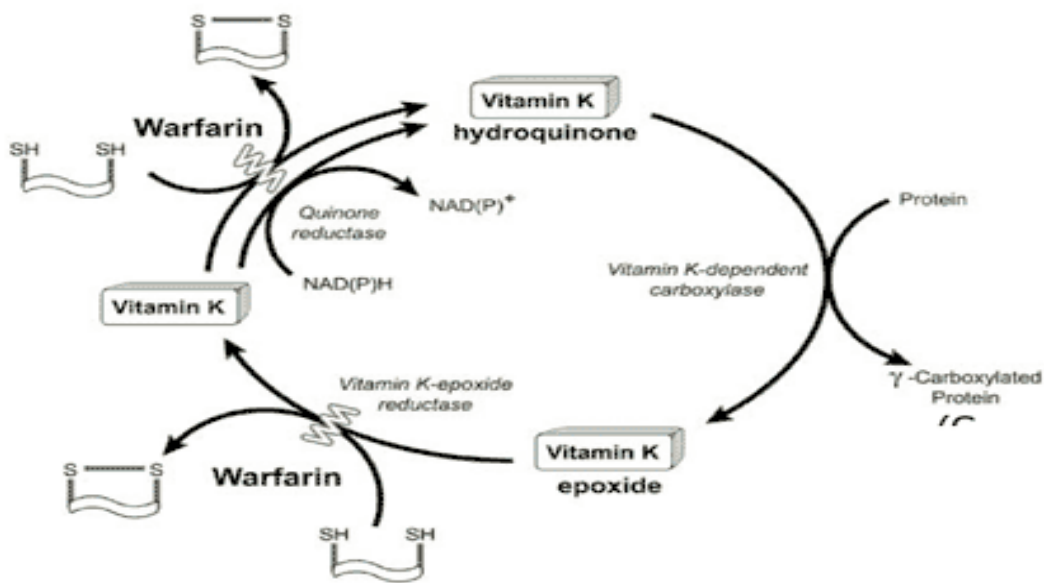 S S
Warfarin
SH SH
Vitamin K
hydroquinone
Quinone
reductase
NAD(P)+
NAD(P)H
Protein
Vitamin K-dependent
carboxylase
Vitamin K
γ-Carboxylated
Protein
Vitamin K-epoxide
reductase
Vitamin K
epoxide
S S
Warfarin
SH SH